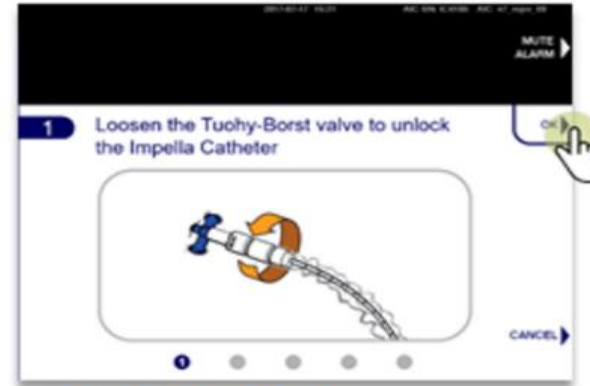 MUTE
ALARM
1
Loosen the Tuohy-Borst valve to unlock
the Impella Catheter
OK
CANCEL
1